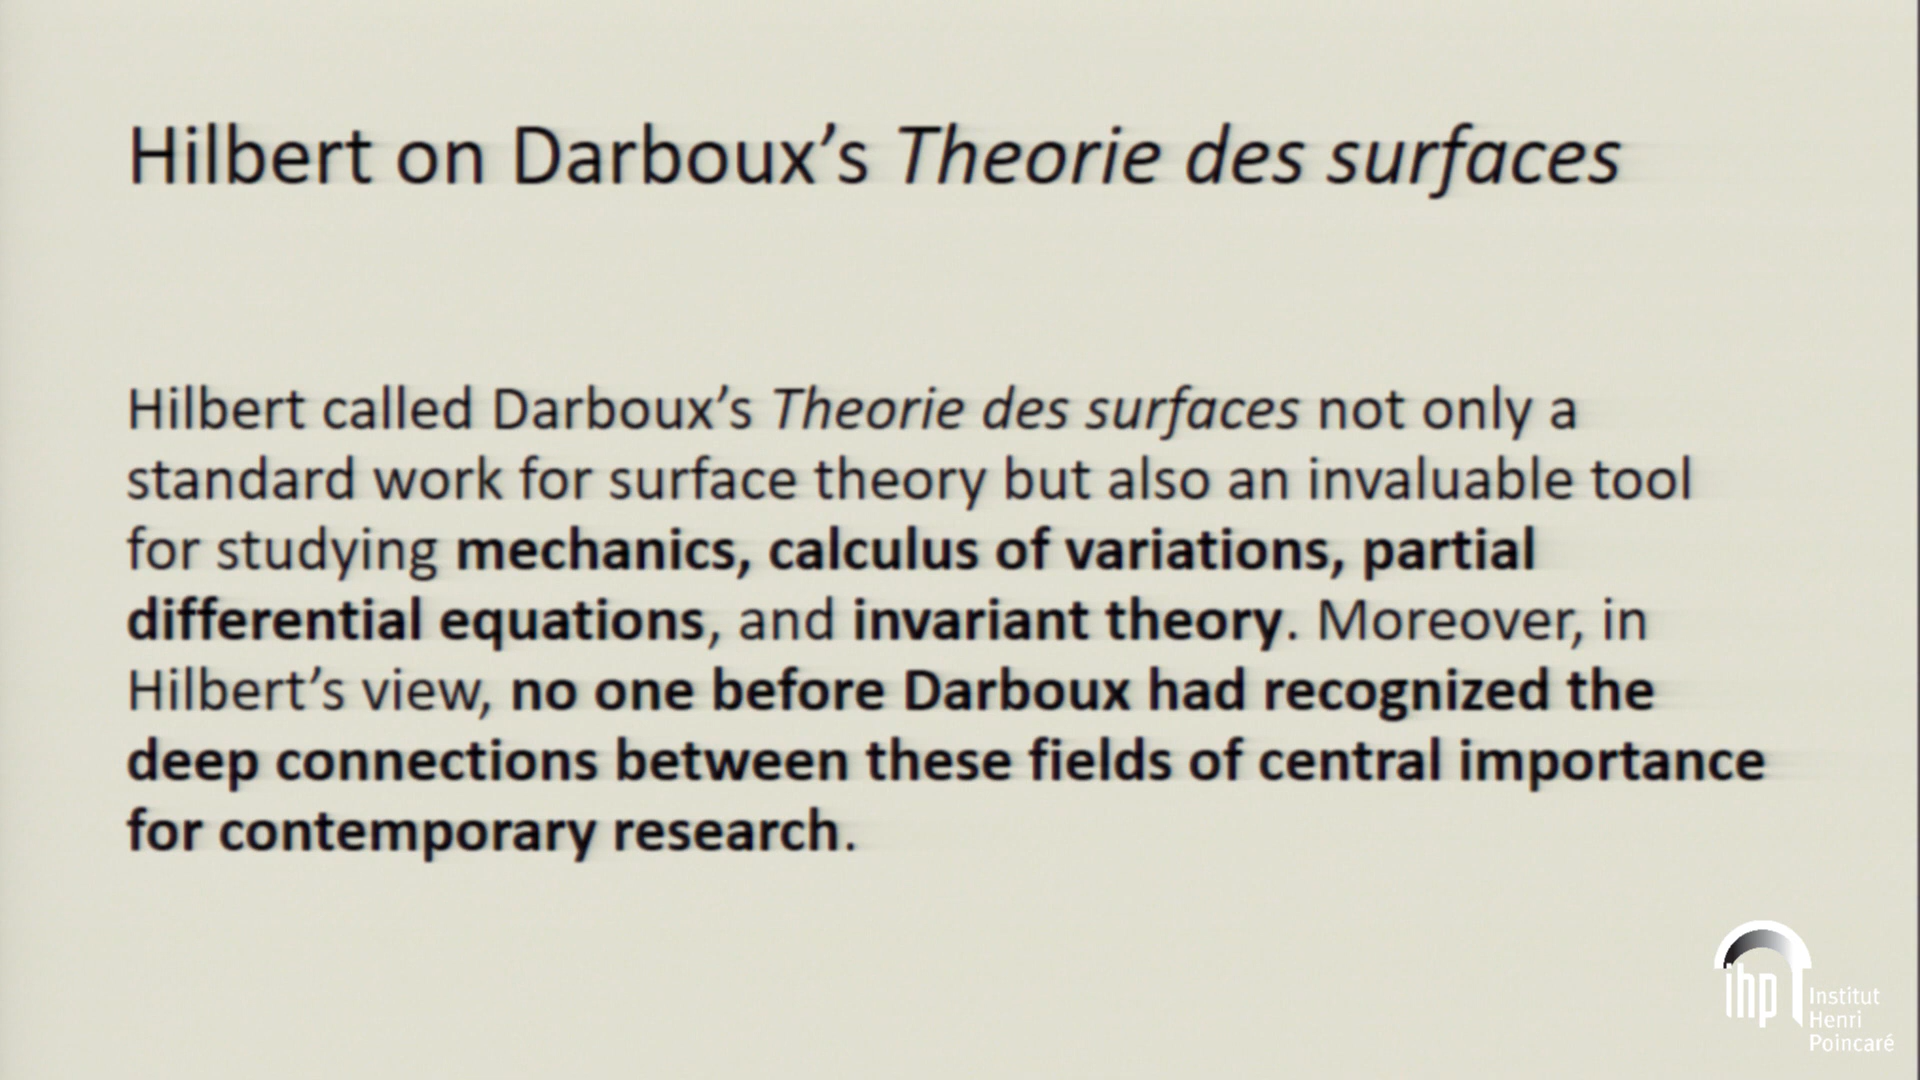 Hilbert on Darboux’s Theorie des surfaces
Hilbert called Darboux’s Theorie des surfaces not only a
standard work for surface theory but also an invaluable tool
for studying mechanics, calculus of variations, partial
differential equations, and invariant theory. Moreover, in
Hilbert’s view, no one before Darboux had recognized the
deep connections between these fields of central importance
for contemporary research.
ihp
Institut
Henri
Poincaré